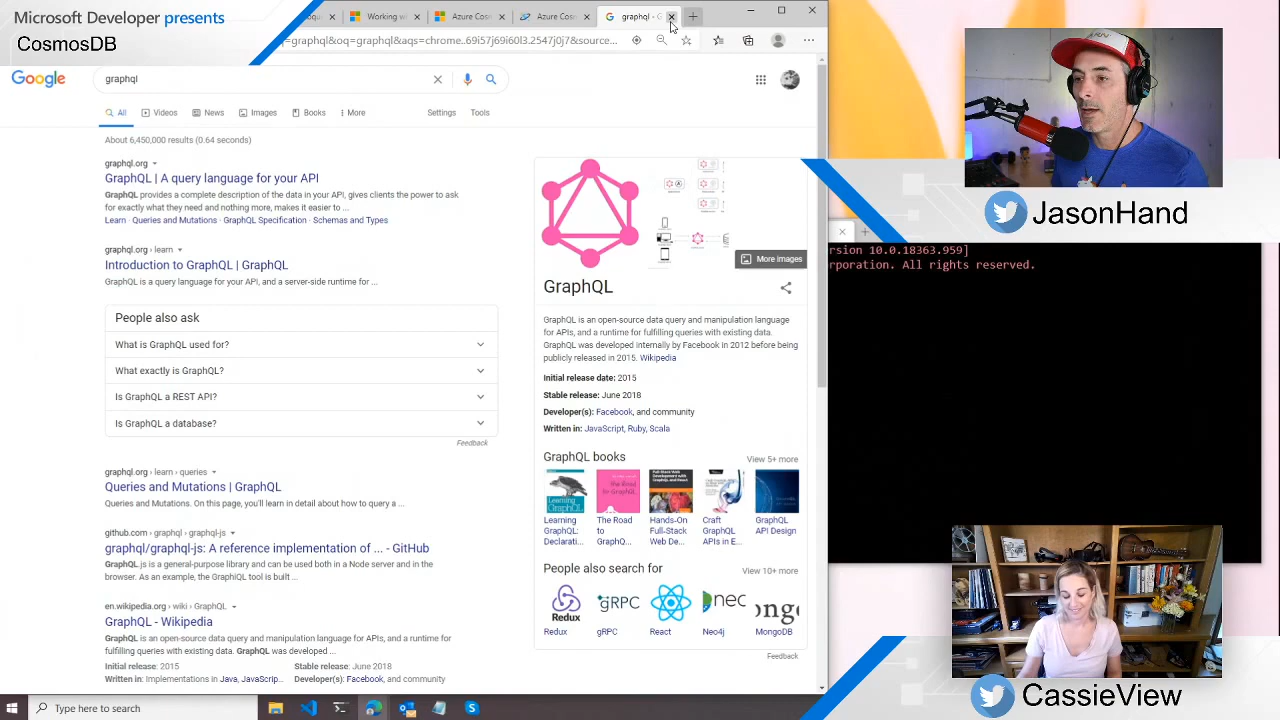 Microsoft Developer presents
CosmosDB
Working w
Azure Cos
Azure Cos
graphql - G
=graphql&oq=graphql&aqs=chrome..69i57j69i60l3.2547j0j7&source...
Google
graphql
All
Videos
News
Images
Books
More
Settings
Tools
About 6,450,000 results (0.64 seconds)
graphql.org
GraphQL | A query language for your API
GraphQL provides a complete description of the data in your API, gives clients the power to ask
for exactly what they need and nothing more, makes it easier to ...
Learn · Queries and Mutations · GraphQL Specification · Schemas and Types
graphql.org › learn
Introduction to GraphQL | GraphQL
GraphQL is a query language for your API, and a server-side runtime for ...
People also ask
What is GraphQL used for?
What exactly is GraphQL?
Is GraphQL a REST API?
Is GraphQL a database?
Feedback
graphql.org › learn › queries
Queries and Mutations | GraphQL
Queries and Mutations. On this page, you'll learn in detail about how to query a ...
github.com › graphql › graphql-js
graphql/graphql-js: A reference implementation of ... - GitHub
GraphQL.js is a general-purpose library and can be used both in a Node server and in the
browser. As an example, the GraphiQL tool is built ...
en.wikipedia.org › wiki › GraphQL
GraphQL - Wikipedia
GraphQL is an open-source data query and manipulation language for APIs, and a runtime for
fulfilling queries with existing data. GraphQL was developed ...
Initial release: 2015
Stable release: June 2018
Written in: Implementations in Java, JavaScrip...
Developer(s): Facebook, and community
More images
GraphQL
GraphQL is an open-source data query and manipulation language
for APIs, and a runtime for fulfilling queries with existing data.
GraphQL was developed internally by Facebook in 2012 before being
publicly released in 2015. Wikipedia
Initial release date: 2015
Stable release: June 2018
Developer(s): Facebook, and community
Written in: JavaScript, Ruby, Scala
GraphQL books
View 5+ more
Learning
GraphQL:
Declarati...
The Road
to
GraphQ...
Hands-On
Full-Stack
Web De...
Craft
GraphQL
APIs in E...
GraphQL
API Design
People also search for
View 10+ more
Redux
gRPC
React
Neo4j
MongoDB
Feedback
Type here to search
JasonHand
rsion 10.0.18363.959]
rporation. All rights reserved.
CassieView